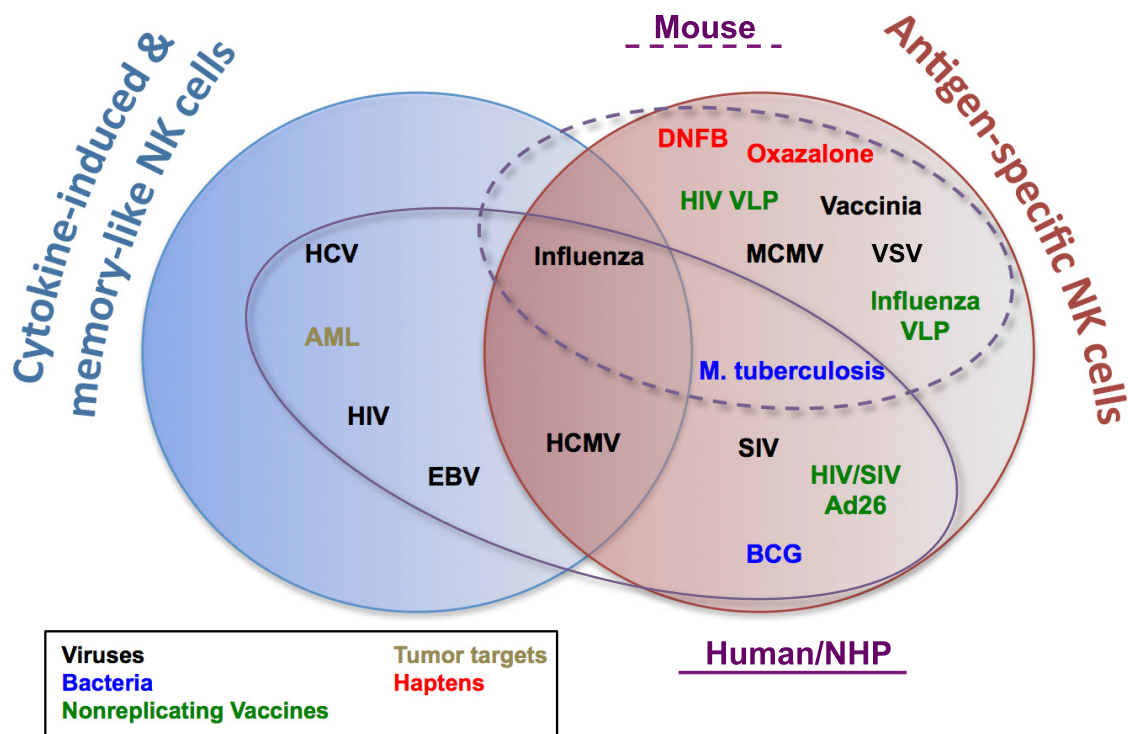 Mouse
Cytokine-induced &
memory-like NK cells
Antigen-specific NK cells
DNFB
Oxazalone
HIV VLP
Vaccinia
HCV
Influenza
MCMV
VSV
Influenza
VLP
AML
M. tuberculosis
HIV
HCMV
SIV
EBV
HIV/SIV
Ad26
BCG
Human/NHP
Viruses
Tumor targets
Bacteria
Haptens
Nonreplicating Vaccines